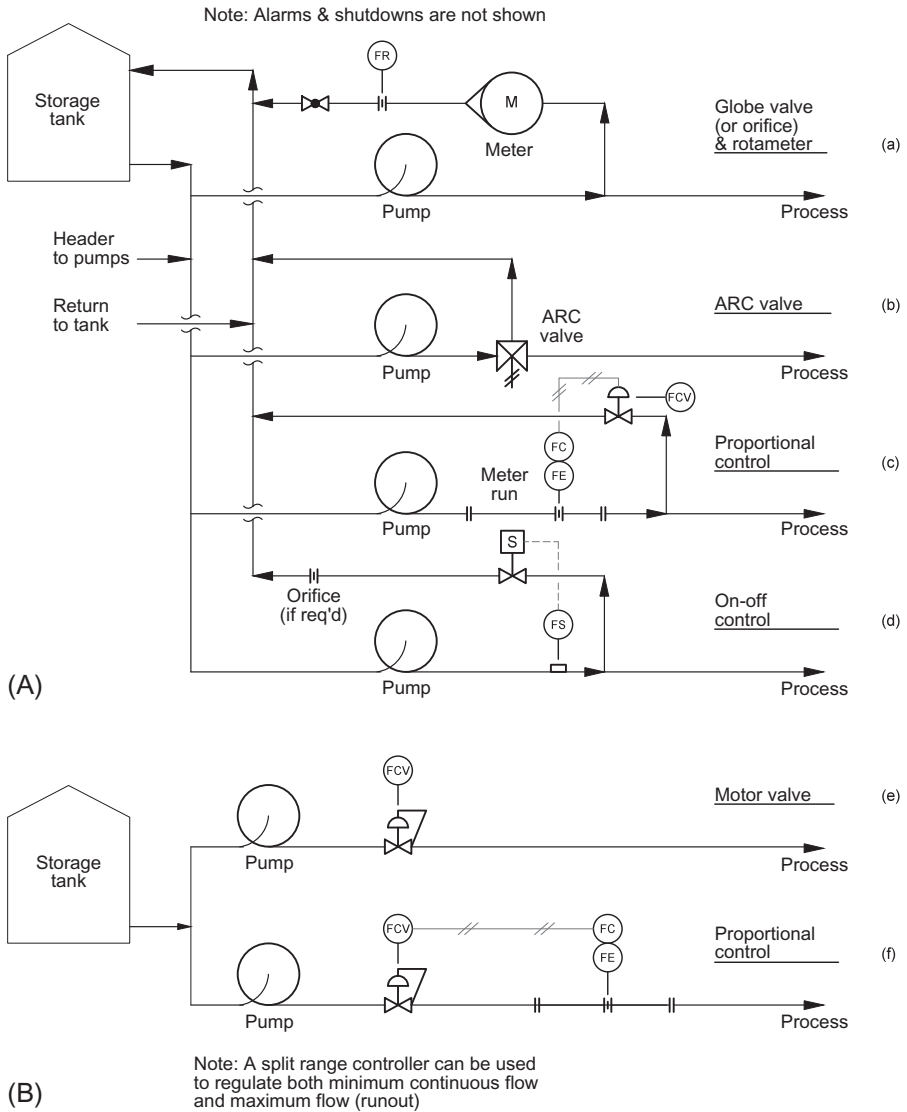 Note: Alarms & shutdowns are not shown
Storage
tank
FR
M
Meter
Globe valve
(or orifice)
& rotameter
(a)
Pump
Process
Header
to pumps
Return
to tank
ARC
valve
ARC valve
(b)
Pump
Process
FCV
FC
FE
Meter
run
Proportional
control
(c)
Pump
Process
S
Orifice
(if req'd)
FS
On-off
control
(d)
Pump
Process
(A)
Storage
tank
FCV
Motor valve
(e)
Pump
Process
FCV
FC
FE
Proportional
control
(f)
Pump
Process
Note: A split range controller can be used
to regulate both minimum continuous flow
and maximum flow (runout)
(B)